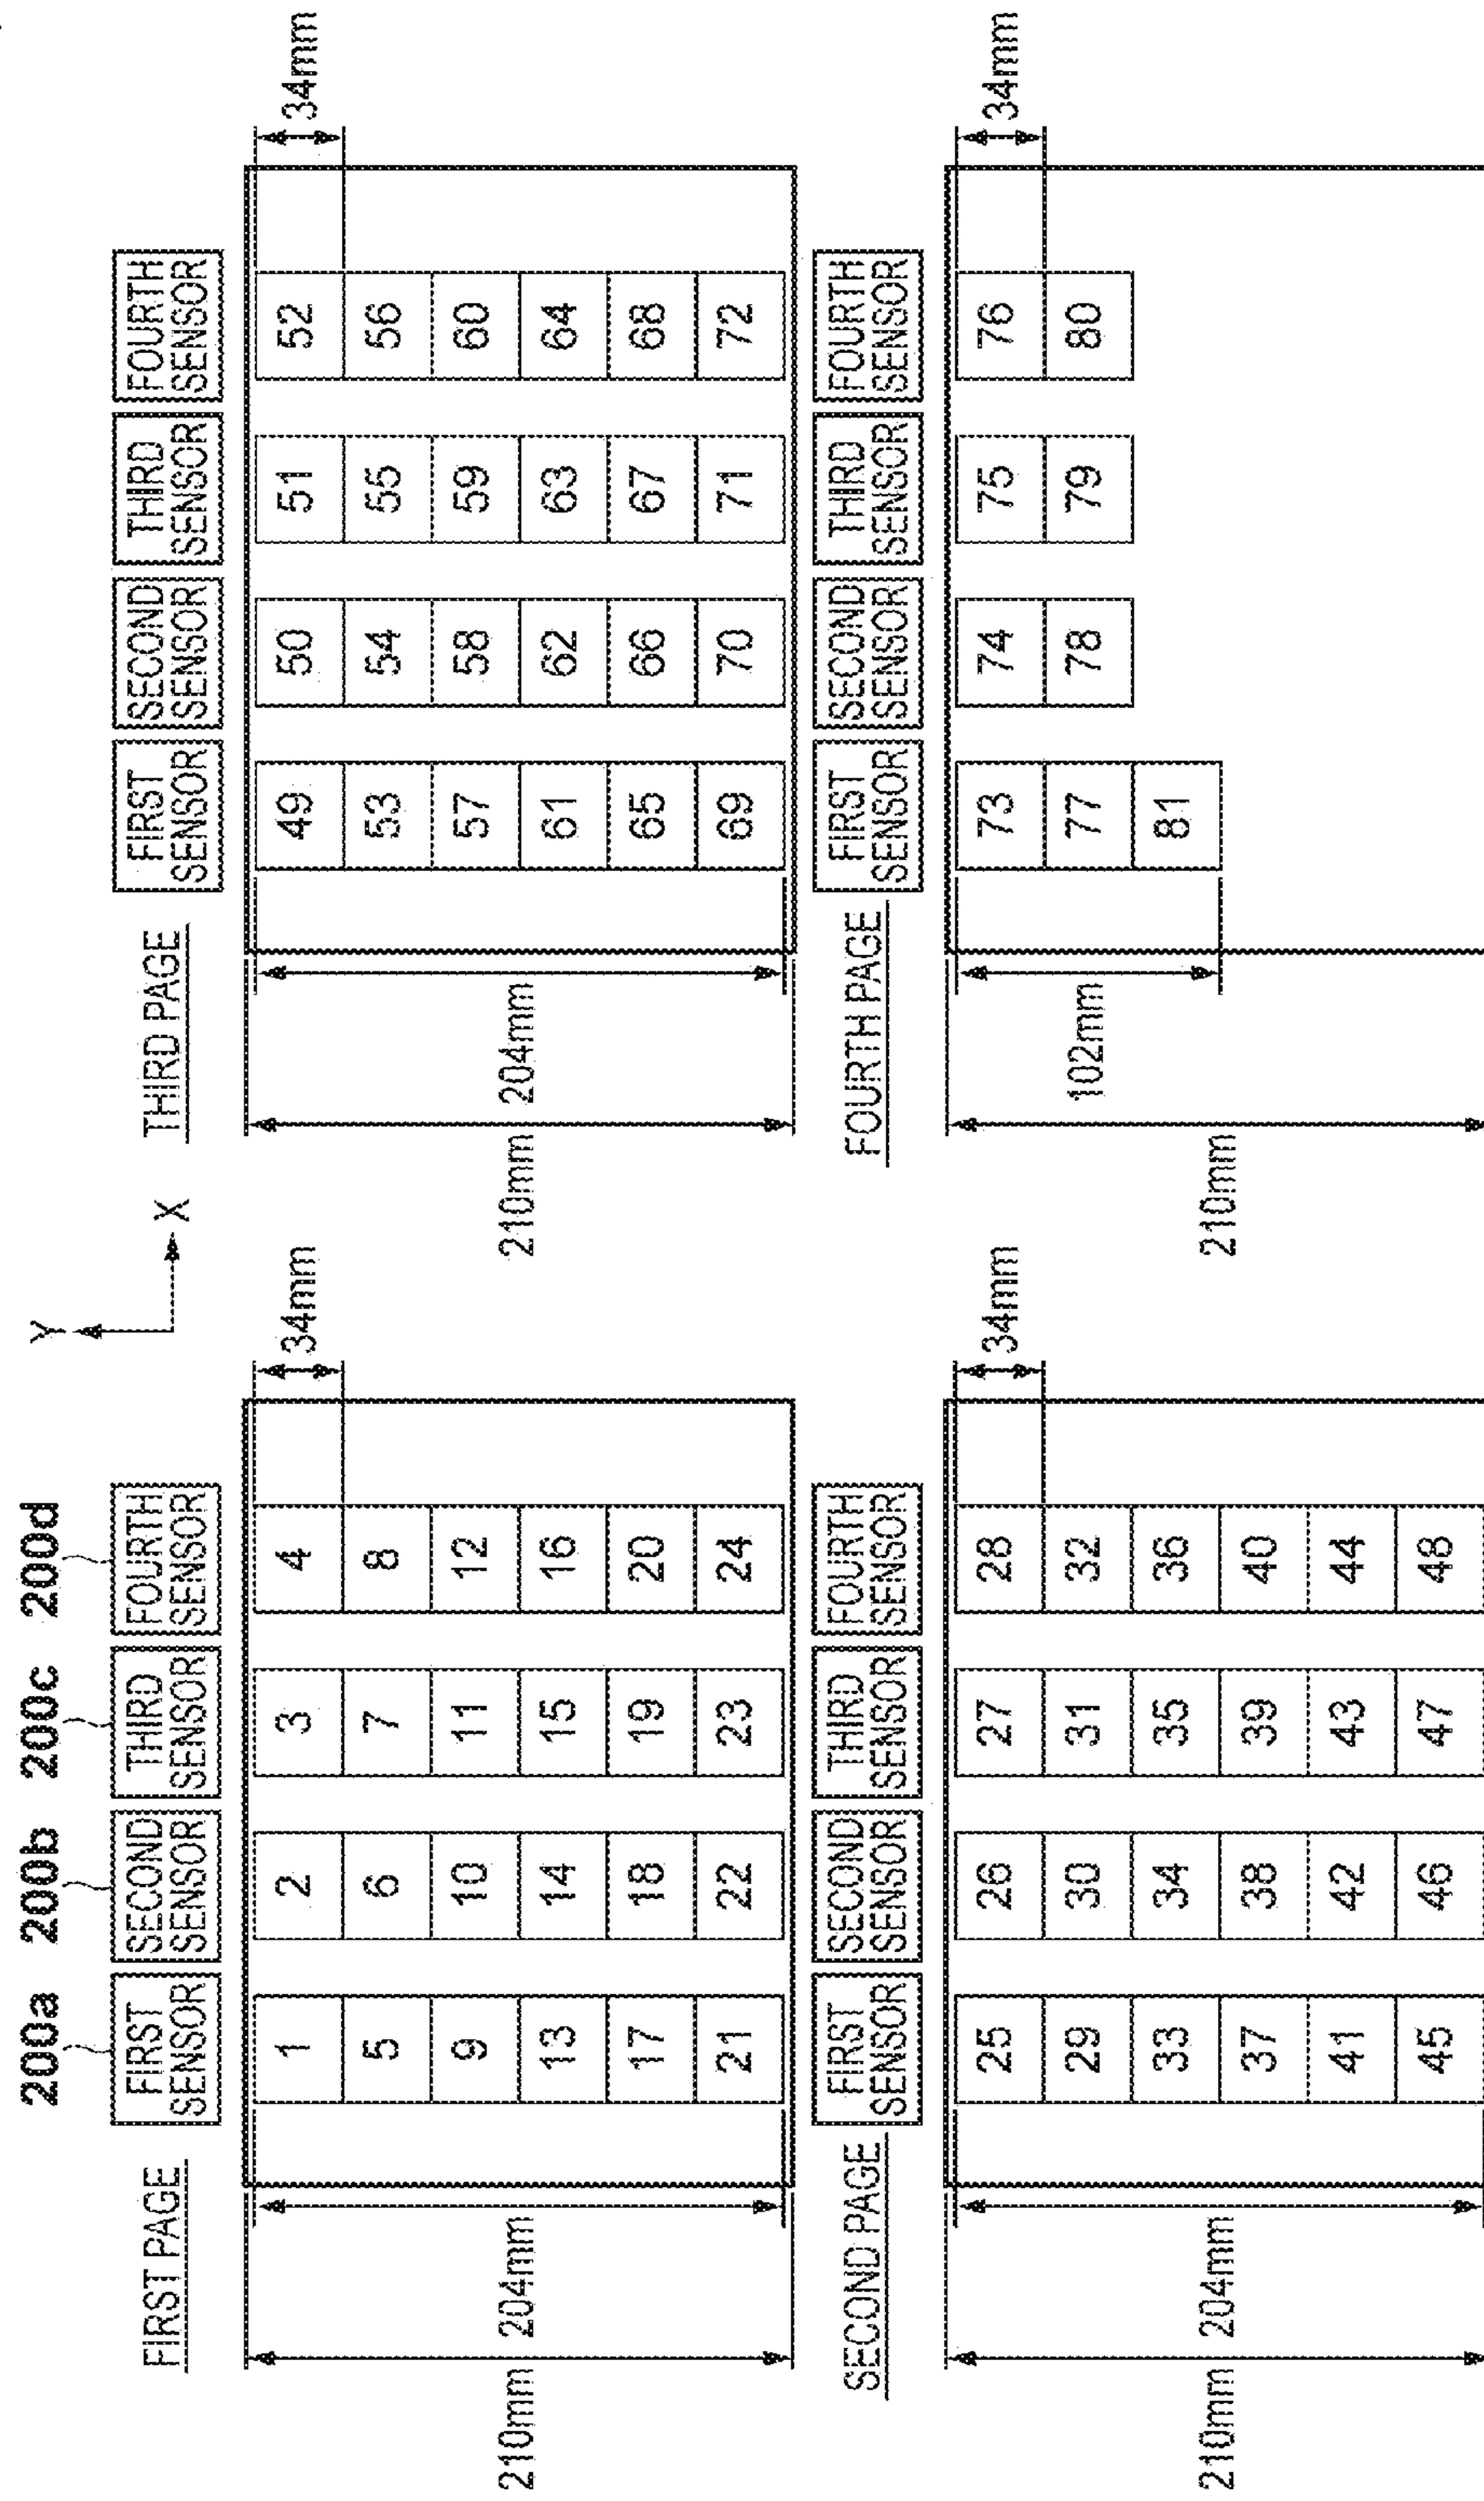 200a 200b 200c 200d
FIRST PAGE
FIRST SENSOR
SECOND SENSOR
THIRD SENSOR
FOURTH SENSOR
1 2 3 4
5 6 7 8
9 10 11 12
13 14 15 16
17 18 19 20
21 22 23 24
34mm
204mm
210mm
SECOND PAGE
FIRST SENSOR
SECOND SENSOR
THIRD SENSOR
FOURTH SENSOR
25 26 27 28
29 30 31 32
33 34 35 36
37 38 39 40
41 42 43 44
45 46 47 48
34mm
204mm
210mm
Y
X
THIRD PAGE
FIRST SENSOR
SECOND SENSOR
THIRD SENSOR
FOURTH SENSOR
49 50 51 52
53 54 55 56
57 58 59 60
61 62 63 64
65 66 67 68
69 70 71 72
34mm
204mm
210mm
FOURTH PAGE
FIRST SENSOR
SECOND SENSOR
THIRD SENSOR
FOURTH SENSOR
73 74 75 76
77 78 79 80
81
34mm
102mm
210mm